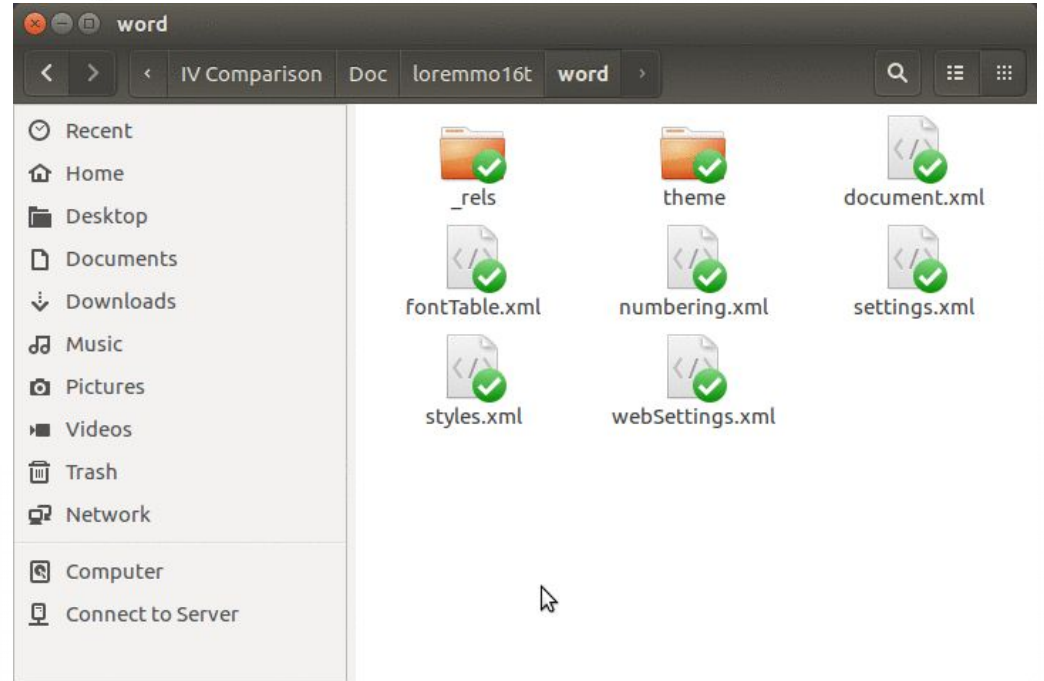 word
IV Comparison Doc loremmo16t word
Recent
Home
Desktop
Documents
Downloads
Music
Pictures
Videos
Trash
Network
Computer
Connect to Server
_rels theme document.xml
fontTable.xml numbering.xml settings.xml
styles.xml webSettings.xml